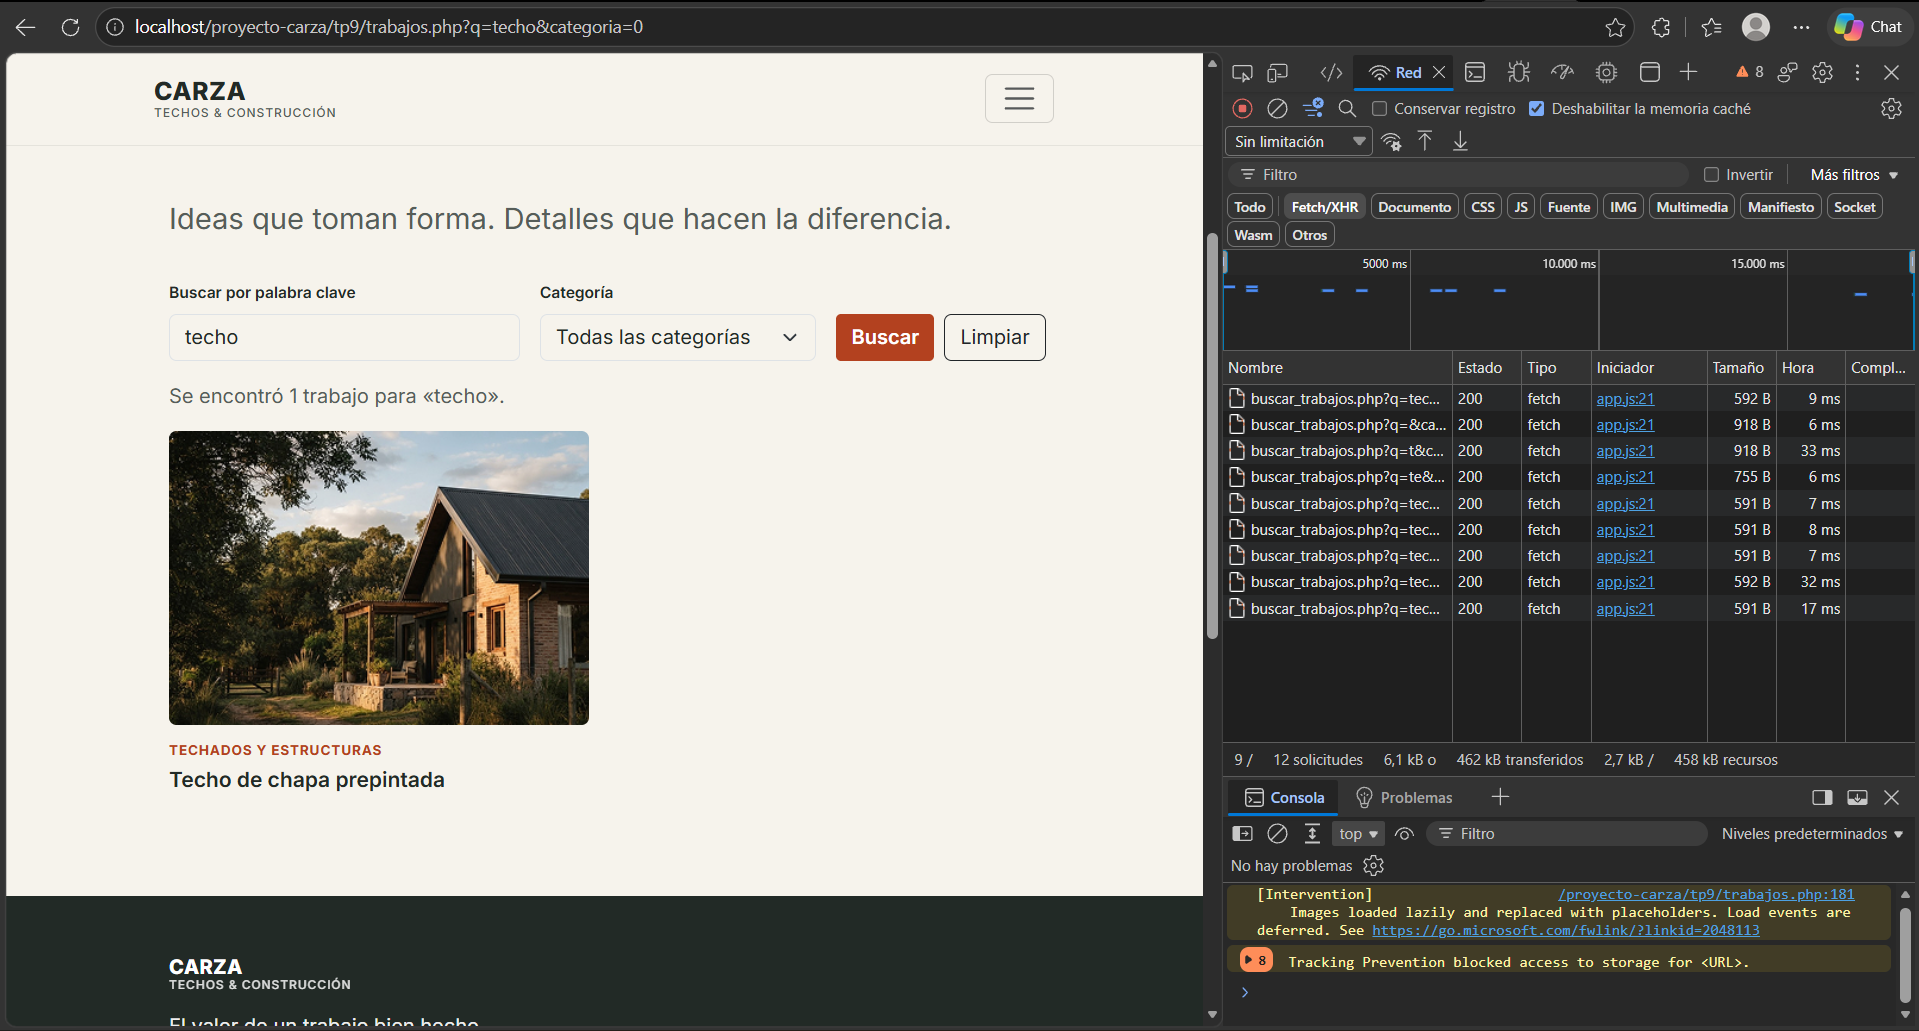 localhost/proyecto-carza/tp9/trabajos.php?q=techo&categoria=0
Chat
CARZA
TECHOS & CONSTRUCCIÓN
Ideas que toman forma. Detalles que hacen la diferencia.
Buscar por palabra clave
Categoría
techo
Todas las categorías
Buscar
Limpiar
Se encontró 1 trabajo para «techo».
TECHADOS Y ESTRUCTURAS
Techo de chapa prepintada
CARZA
TECHOS & CONSTRUCCIÓN
El valor de un trabajo bien hecho
Red
8
Conservar registro
Deshabilitar la memoria caché
Sin limitación
Filtro
Invertir
Más filtros
Todo
Fetch/XHR
Documento
CSS
JS
Fuente
IMG
Multimedia
Manifiesto
Socket
Wasm
Otros
5000 ms
10.000 ms
15.000 ms
Nombre Estado Tipo Iniciador Tamaño Hora Compl...
buscar_trabajos.php?q=tec... 200 fetch app.js:21 592 B 9 ms
buscar_trabajos.php?q=&ca... 200 fetch app.js:21 918 B 6 ms
buscar_trabajos.php?q=t&c... 200 fetch app.js:21 918 B 33 ms
buscar_trabajos.php?q=te&... 200 fetch app.js:21 755 B 6 ms
buscar_trabajos.php?q=tec... 200 fetch app.js:21 591 B 7 ms
buscar_trabajos.php?q=tec... 200 fetch app.js:21 591 B 8 ms
buscar_trabajos.php?q=tec... 200 fetch app.js:21 591 B 7 ms
buscar_trabajos.php?q=tec... 200 fetch app.js:21 592 B 32 ms
buscar_trabajos.php?q=tec... 200 fetch app.js:21 591 B 17 ms
9 / 12 solicitudes 6,1 kB o 462 kB transferidos 2,7 kB / 458 kB recursos
Consola
Problemas
top
Filtro
Niveles predeterminados
No hay problemas
[Intervention] /proyecto-carza/tp9/trabajos.php:181
Images loaded lazily and replaced with placeholders. Load events are
deferred. See https://go.microsoft.com/fwlink/?linkid=2048113
8 Tracking Prevention blocked access to storage for <URL>.